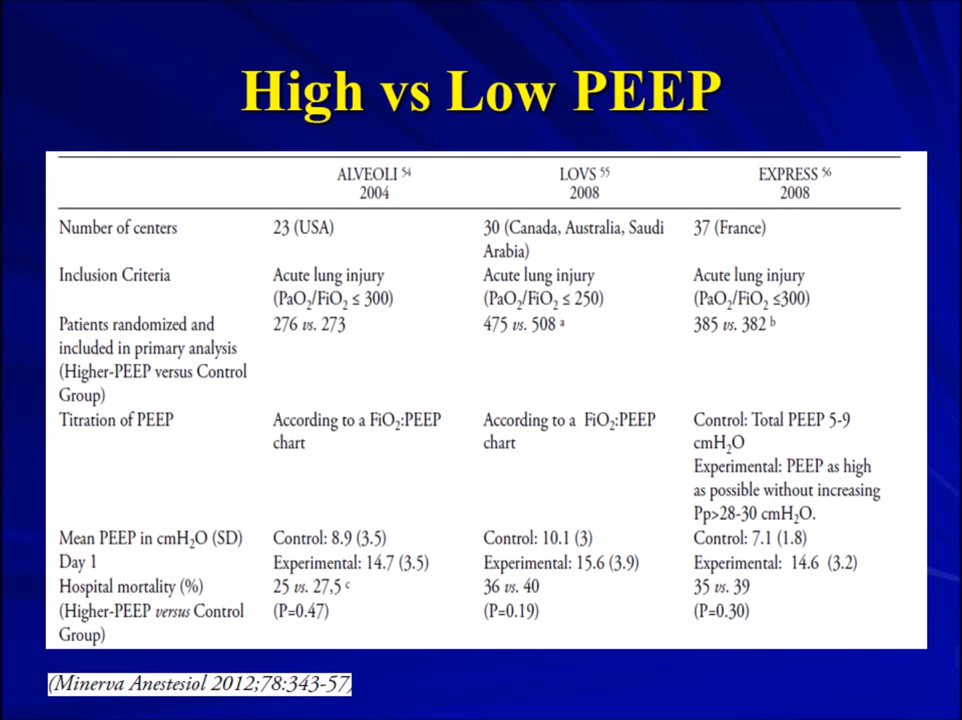 High vs Low PEEP
ALVEOLI 54 LOVS 55 EXPRESS 56
2004 2008 2008
Number of centers 23 (USA) 30 (Canada, Australia, Saudi 37 (France)
Arabia)
Inclusion Criteria Acute lung injury Acute lung injury Acute lung injury
(PaO2/FiO2 ≤ 300) (PaO2/FiO2 ≤ 250) (PaO2/FiO2 ≤300)
Patients randomized and 276 vs. 273 475 vs. 508 a 385 vs. 382 b
included in primary analysis
(Higher-PEEP versus Control
Group)
Titration of PEEP According to a FiO2:PEEP According to a FiO2:PEEP Control: Total PEEP 5-9
chart chart cmH2O
Experimental: PEEP as high
as possible without increasing
Pp>28-30 cmH2O.
Mean PEEP in cmH2O (SD) Control: 8.9 (3.5) Control: 10.1 (3) Control: 7.1 (1.8)
Day 1 Experimental: 14.7 (3.5) Experimental: 15.6 (3.9) Experimental: 14.6 (3.2)
Hospital mortality (%) 25 vs. 27,5 c 36 vs. 40 35 vs. 39
(Higher-PEEP versus Control (P=0.47) (P=0.19) (P=0.30)
Group)
(Minerva Anestesiol 2012;78:343-57)